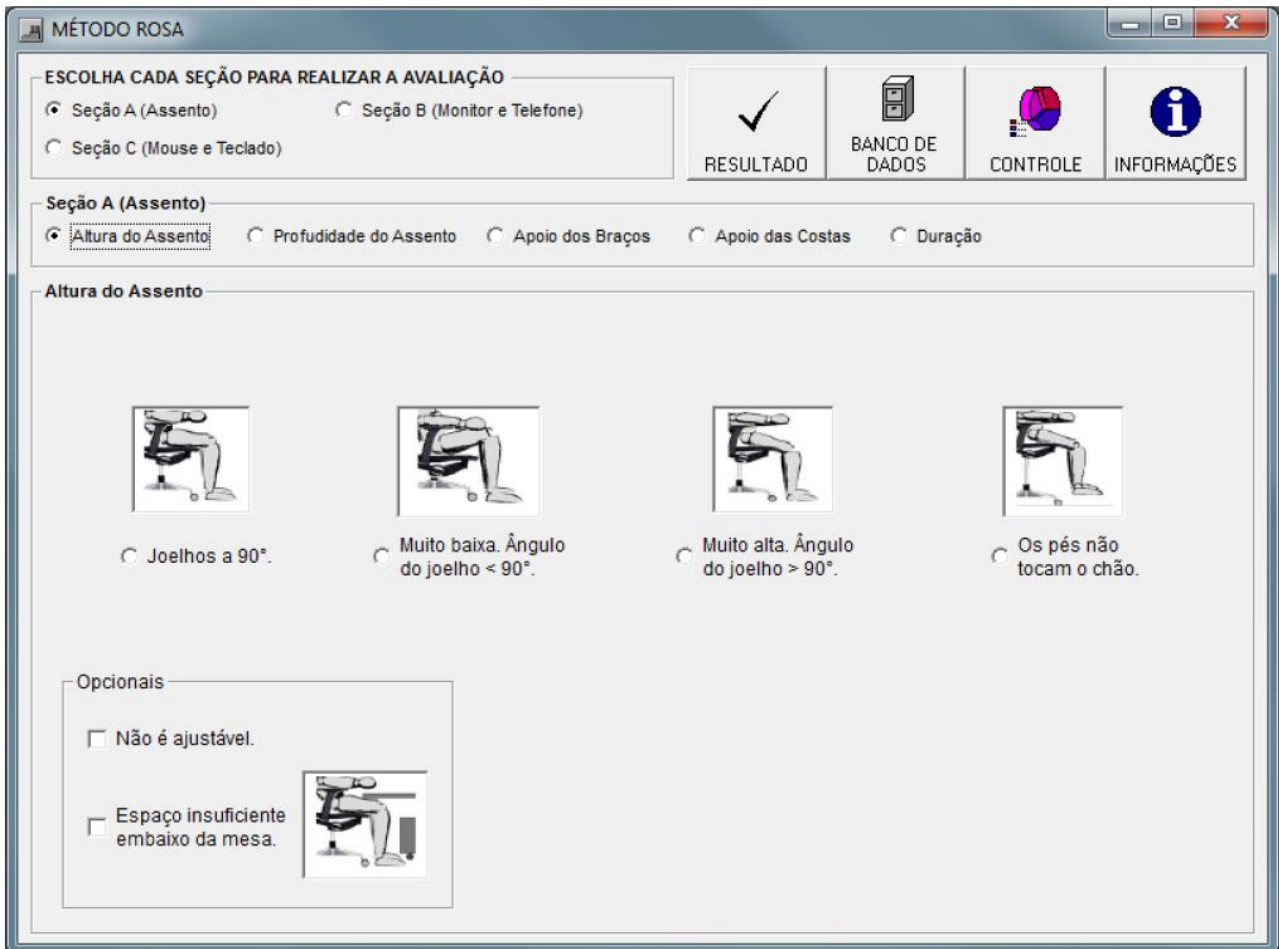 MÉTODO ROSA
ESCOLHA CADA SEÇÃO PARA REALIZAR A AVALIAÇÃO
Seção A (Assento)
Seção B (Monitor e Telefone)
Seção C (Mouse e Teclado)
RESULTADO
BANCO DE
DADOS
CONTROLE
INFORMAÇÕES
Seção A (Assento)
Altura do Assento
Profudidade do Assento
Apoio dos Braços
Apoio das Costas
Duração
Altura do Assento
Joelhos a 90°.
Muito baixa. Ângulo
do joelho < 90°.
Muito alta. Ângulo
do joelho > 90°.
Os pés não
tocam o chão.
Opcionais
Não é ajustável.
Espaço insuficiente
embaixo da mesa.